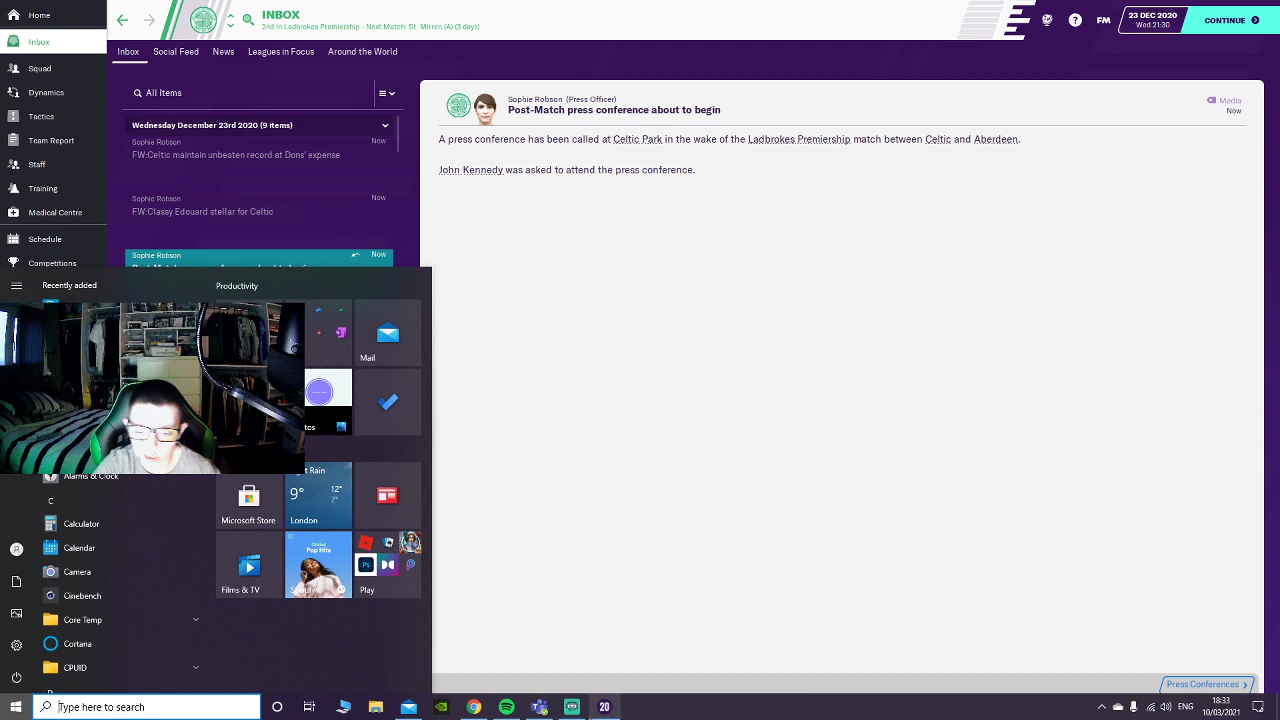 Home
Inbox
Squad
Dynamics
Tactics
Team Report
Staff
Training
Medical Centre
Schedule
Competitions
INBOX
2nd in Ladbrokes Premiership - Next Match: St. Mirren (A) (3 days)
FM
23 DEC 2020
Wed 21:30
CONTINUE
Inbox
Social Feed
News
Leagues in Focus
Around the World
All Items
Wednesday December 23rd 2020 (9 items)
Sophie Robson
Now
FW:Celtic maintain unbeaten record at Dons' expense
Sophie Robson
Now
FW:Classy Edouard stellar for Celtic
Sophie Robson
Now
Sophie Robson (Press Officer)
Post-Match press conference about to begin
Media
Now
A press conference has been called at Celtic Park in the wake of the Ladbrokes Premiership match between Celtic and Aberdeen.
John Kennedy was asked to attend the press conference.
Press Conferences
Recently added
Productivity
Mail
tos
Alarms & Clock
C
Calculator
Calendar
Camera
Cinebench
Core Temp
Cortana
CPUID
Microsoft Store
Rain
9°
12°
7°
London
Films & TV
Pop Hits
Spotify
Ps
Play
Type here to search
20
18:33
10/03/2021